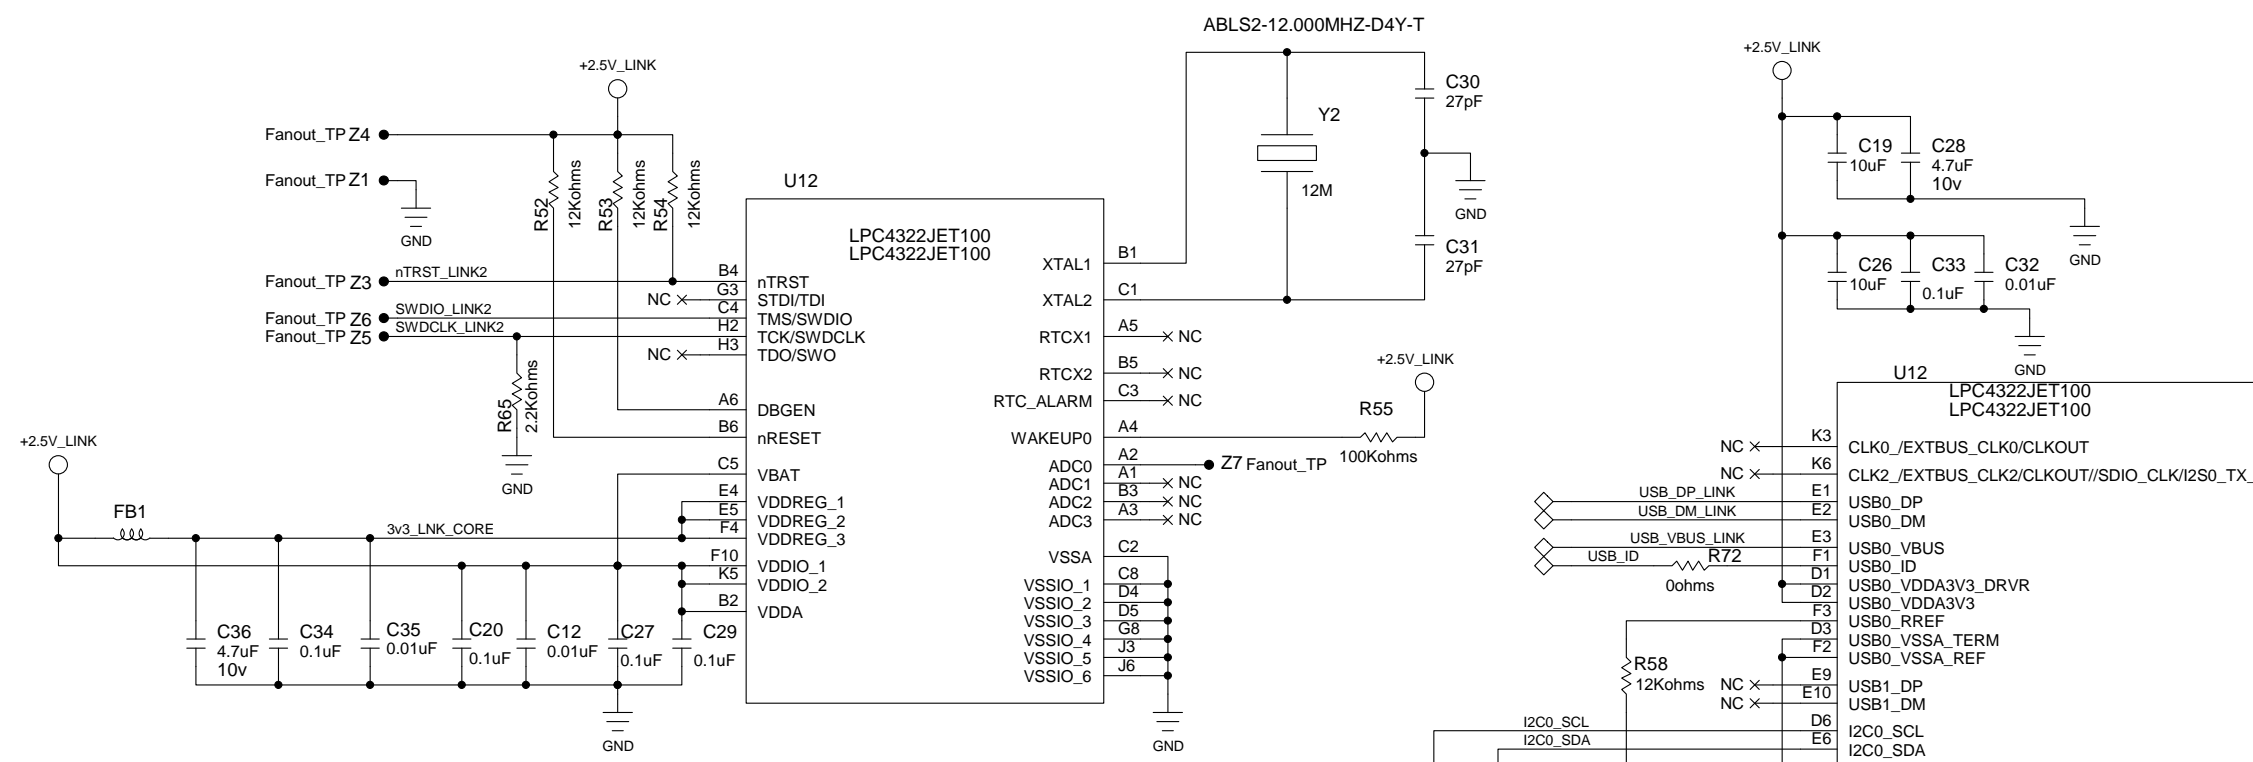 ABLS2-12.000MHZ-D4Y-T
+2.5V_LINK
+2.5V_LINK
Fanout_TP Z4
Fanout_TP Z1
GND
R52
12Kohms
R53
12Kohms
R54
12Kohms
Fanout_TP Z3
nTRST_LINK2
Fanout_TP Z6
SWDIO_LINK2
Fanout_TP Z5
SWDCLK_LINK2
NC
NC
R65
2.2Kohms
GND
+2.5V_LINK
FB1
3v3_LNK_CORE
C36
4.7uF
10v
C34
0.1uF
C35
0.01uF
C20
0.1uF
C12
0.01uF
C27
0.1uF
C29
0.1uF
GND
U12
LPC4322JET100
LPC4322JET100
B4 nTRST
G3 STDI/TDI
C4 TMS/SWDIO
H2 TCK/SWDCLK
H3 TDO/SWO
A6 DBGEN
B6 nRESET
C5 VBAT
E4 VDDREG_1
E5 VDDREG_2
F4 VDDREG_3
F10 VDDIO_1
K5 VDDIO_2
B2 VDDA
XTAL1 B1
XTAL2 C1
RTCX1 A5 NC
RTCX2 B5 NC
RTC_ALARM C3 NC
WAKEUP0 A4
ADC0 A2 Z7 Fanout_TP
ADC1 A1 NC
ADC2 B3 NC
ADC3 A3 NC
VSSA C2
VSSIO_1 C8
VSSIO_2 D4
VSSIO_3 D5
VSSIO_4 G8
VSSIO_5 J3
VSSIO_6 J6
GND
Y2
12M
C30
27pF
C31
27pF
GND
+2.5V_LINK
R55
100Kohms
C19
10uF
C28
4.7uF
10v
GND
C26
10uF
C33
0.1uF
C32
0.01uF
GND
U12
LPC4322JET100
LPC4322JET100
NC K3 CLK0_/EXTBUS_CLK0/CLKOUT
NC K6 CLK2_/EXTBUS_CLK2/CLKOUT//SDIO_CLK/I2S0_TX_
USB_DP_LINK E1 USB0_DP
USB_DM_LINK E2 USB0_DM
USB_VBUS_LINK E3 USB0_VBUS
USB_ID R72 F1 USB0_ID
0ohms D1 USB0_VDDA3V3_DRVR
D2 USB0_VDDA3V3
F3 USB0_RREF
D3 USB0_VSSA_TERM
F2 USB0_VSSA_REF
R58
12Kohms
NC E9 USB1_DP
NC E10 USB1_DM
I2C0_SCL D6 I2C0_SCL
I2C0_SDA E6 I2C0_SDA